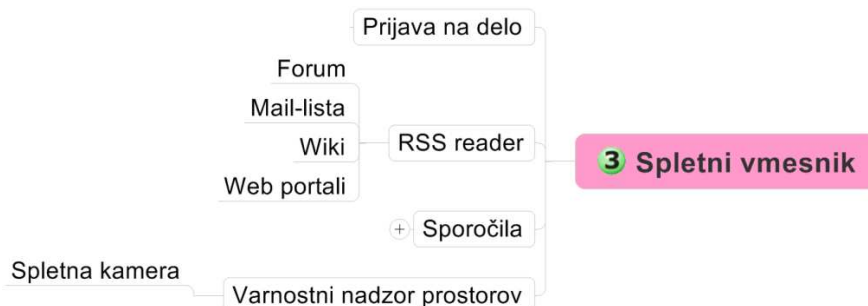 Prijava na delo
Forum
Mail-lista
Wiki
Web portali
RSS reader
3 Spletni vmesnik
+ Sporočila
Spletna kamera
Varnostni nadzor prostorov